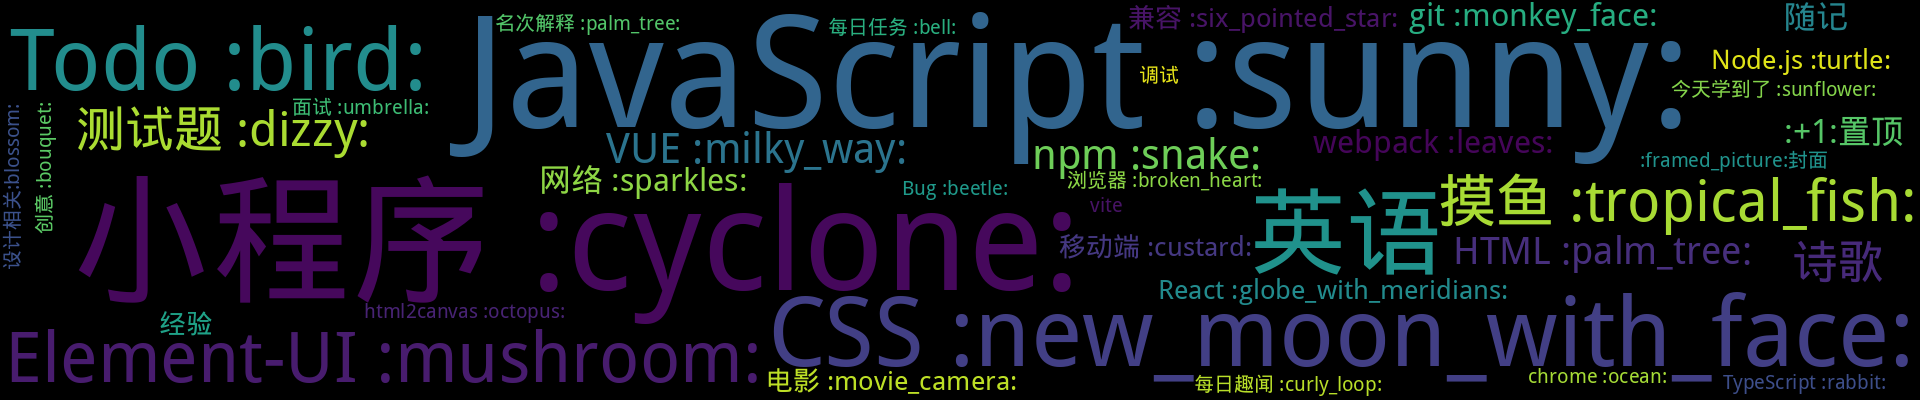 Todo :bird:
名次解释 :palm_tree:
JavaScript :sunny:
每日任务 :bell:
兼容 :six_pointed_star:
git :monkey_face:
随记
调试
Node.js :turtle:
今天学到了 :sunflower:
设计相关:blossom:
创意 :bouquet:
面试 :umbrella:
测试题 :dizzy:
VUE :milky_way:
npm :snake:
webpack :leaves:
:+1:置顶
:framed_picture:封面
网络 :sparkles:
Bug :beetle:
浏览器 :broken_heart:
vite
小程序 :cyclone:
移动端 :custard:
英语
摸鱼 :tropical_fish:
HTML :palm_tree:
诗歌
React :globe_with_meridians:
经验
html2canvas :octopus:
Element-UI :mushroom:
CSS :new_moon_with_face:
电影 :movie_camera:
每日趣闻 :curly_loop:
chrome :ocean:
TypeScript :rabbit: